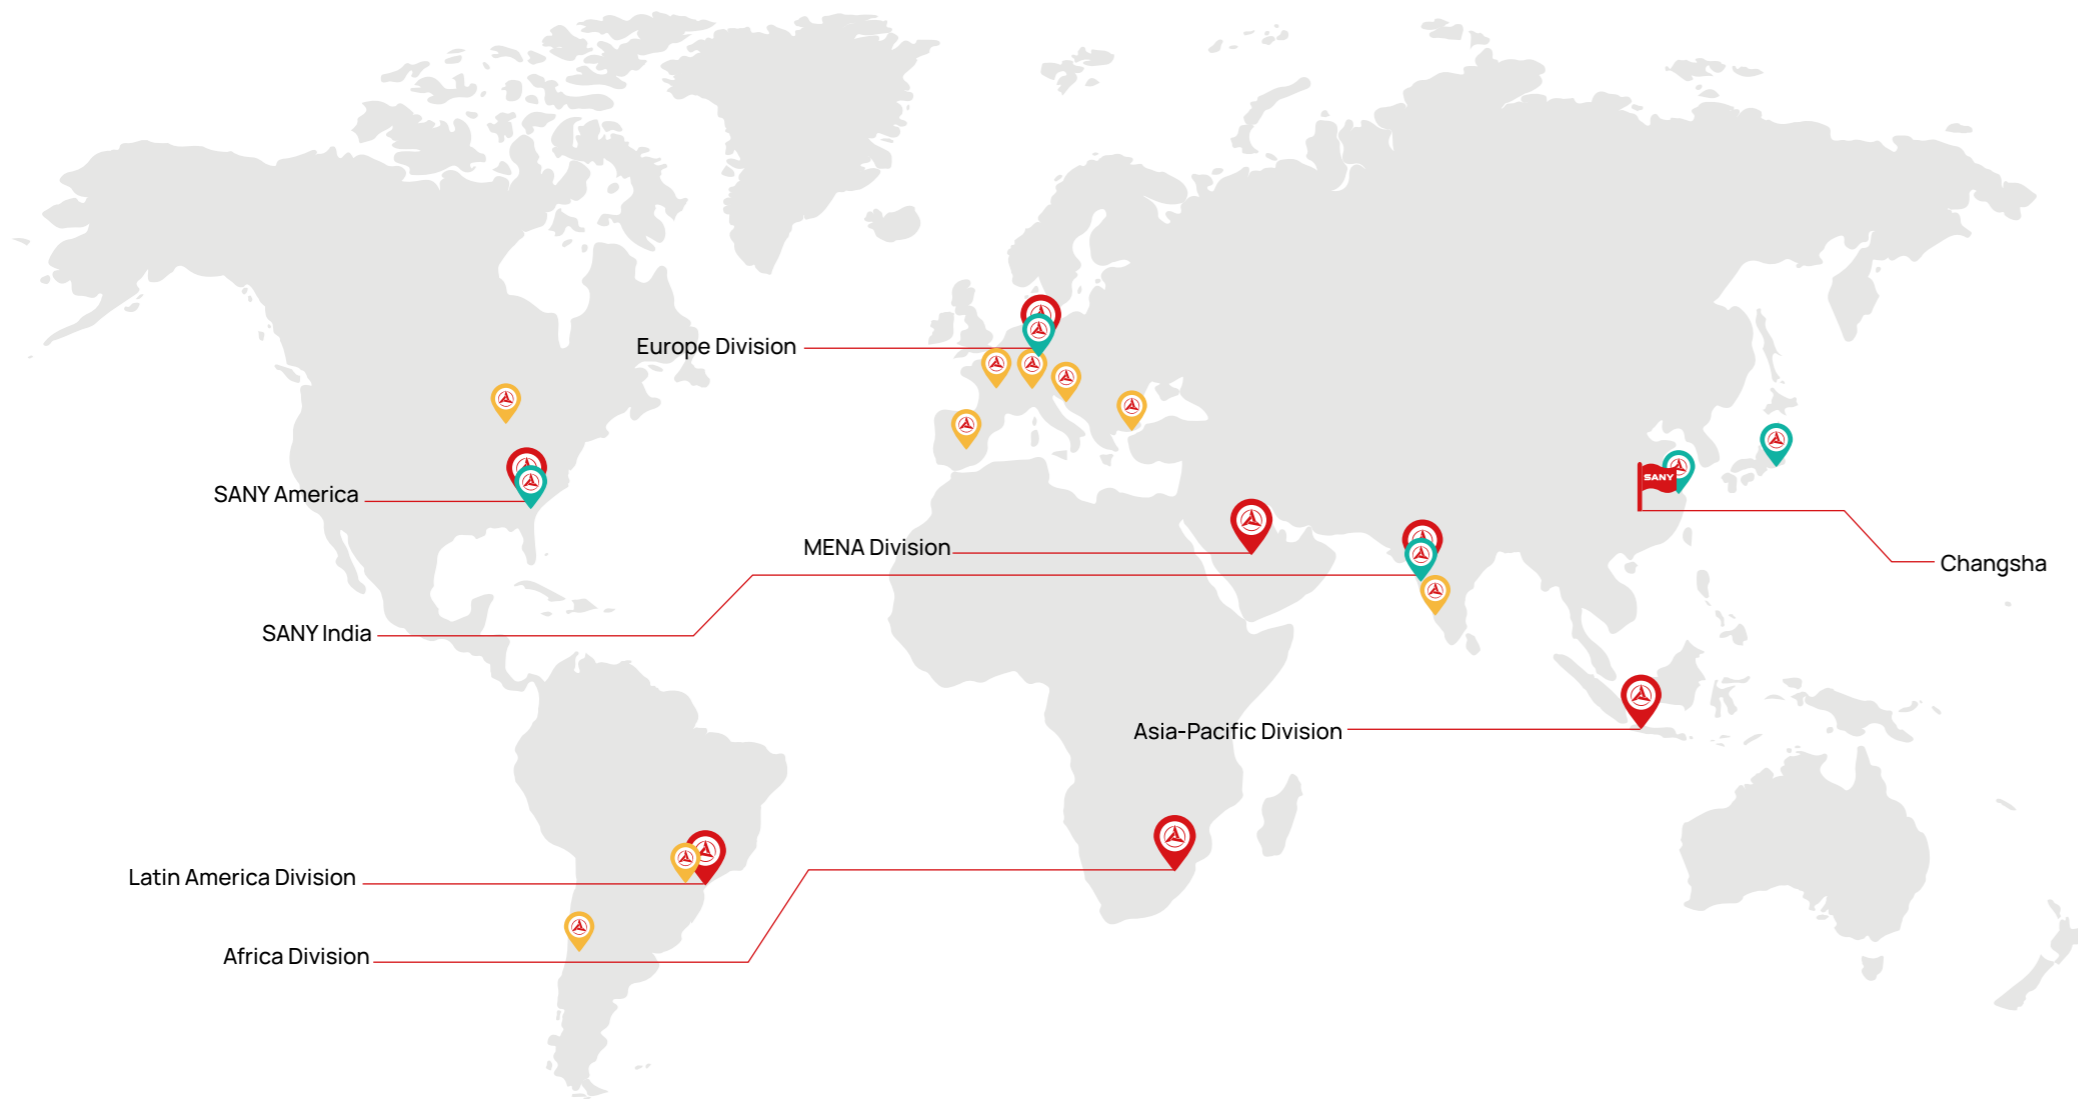 Europe Division
SANY America
SANY
MENA Division
Changsha
SANY India
Asia-Pacific Division
Latin America Division
Africa Division